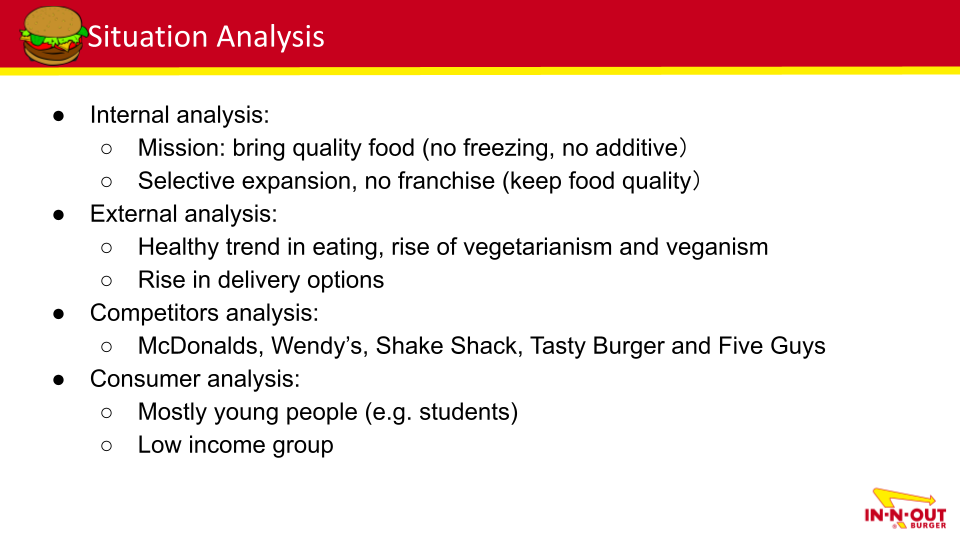 Situation Analysis
● Internal analysis:
○ Mission: bring quality food (no freezing, no additive）
○ Selective expansion, no franchise (keep food quality）
● External analysis:
○ Healthy trend in eating, rise of vegetarianism and veganism
○ Rise in delivery options
● Competitors analysis:
○ McDonalds, Wendy’s, Shake Shack, Tasty Burger and Five Guys
● Consumer analysis:
○ Mostly young people (e.g. students)
○ Low income group
IN-N-OUT
® BURGER